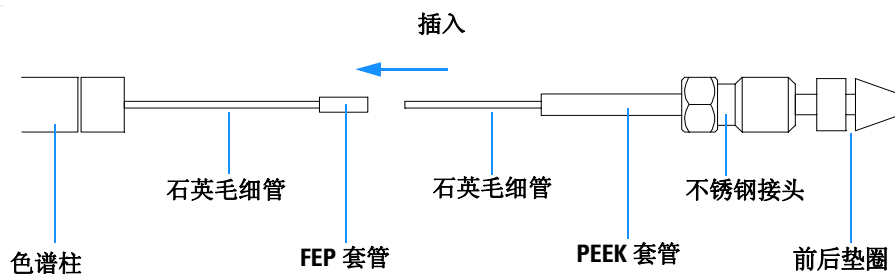 插入
石英毛细管
石英毛细管
不锈钢接头
色谱柱
FEP 套管
PEEK 套管
前后垫圈